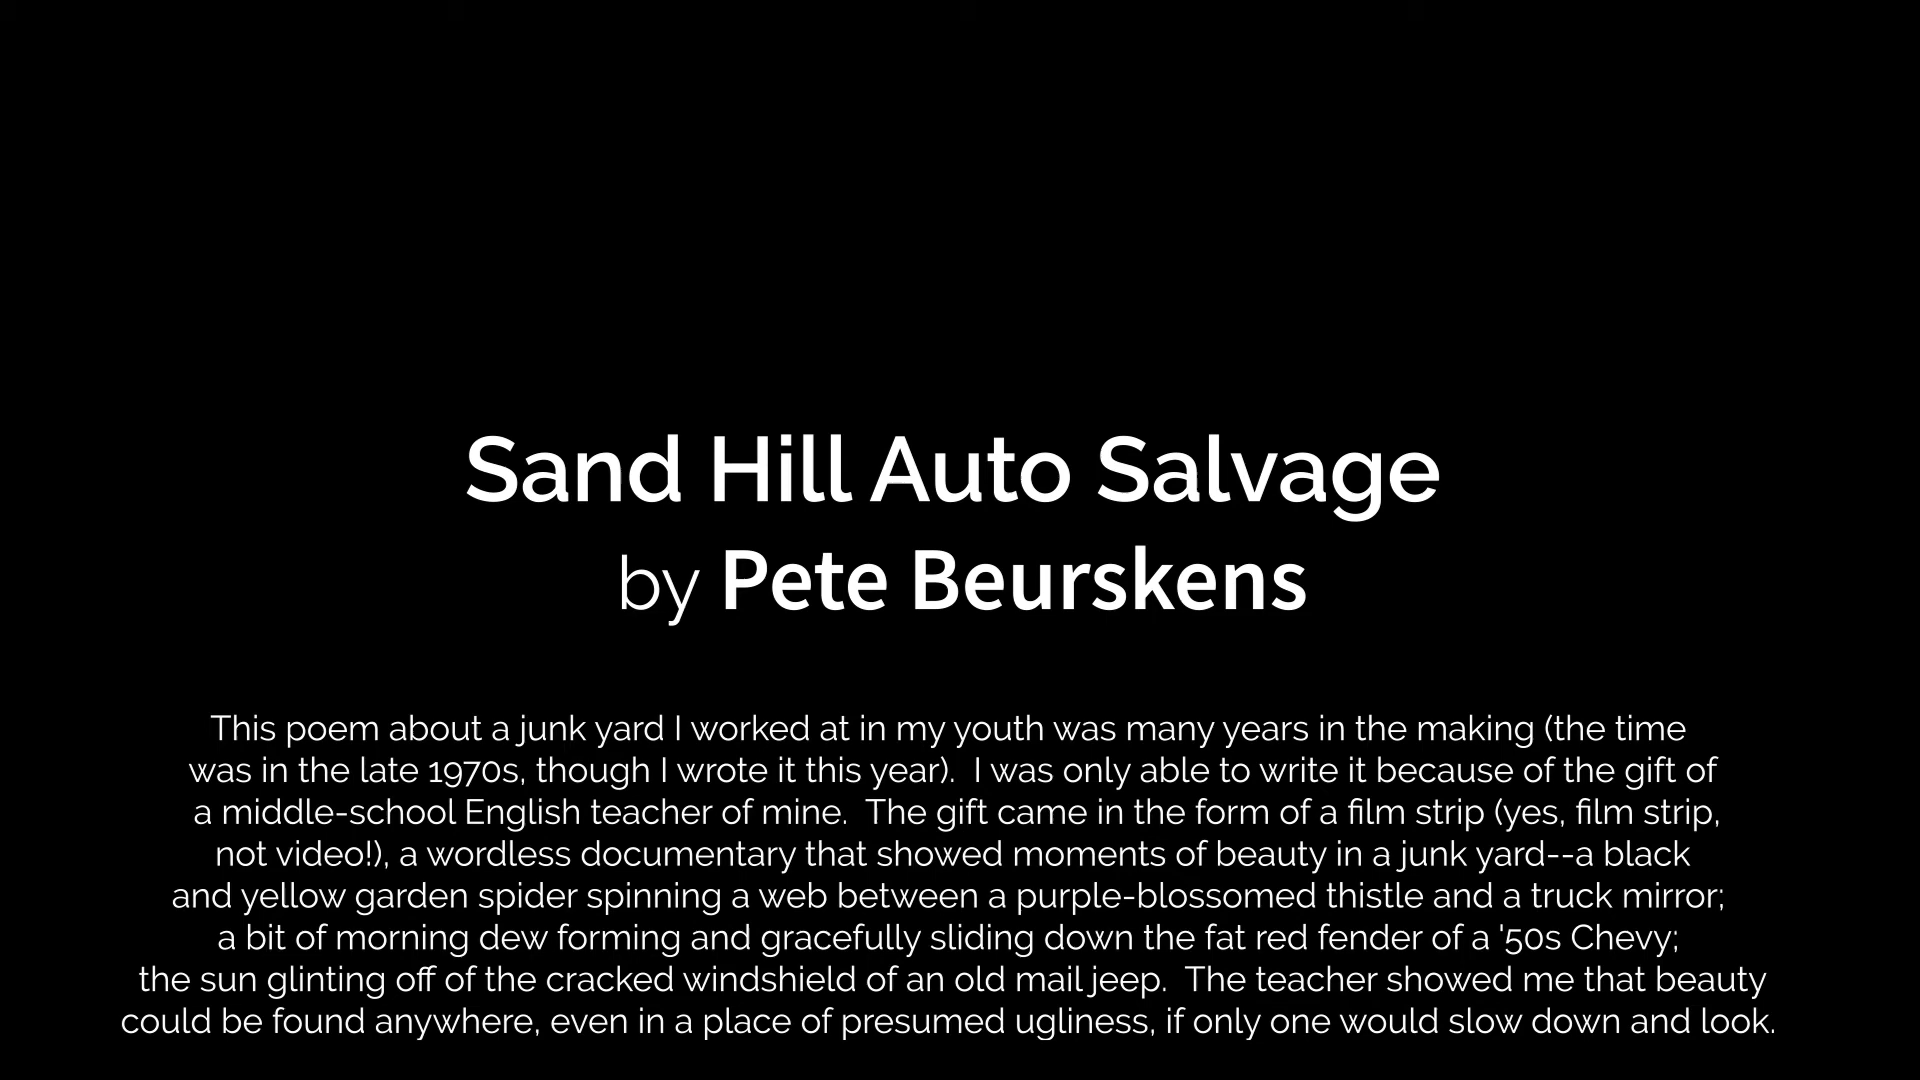 Sand Hill Auto Salvage
by Pete Beurskens
This poem about a junk yard I worked at in my youth was many years in the making (the time
was in the late 1970s, though I wrote it this year).  I was only able to write it because of the gift of
a middle-school English teacher of mine.  The gift came in the form of a film strip (yes, film strip,
not video!), a wordless documentary that showed moments of beauty in a junk yard--a black
and yellow garden spider spinning a web between a purple-blossomed thistle and a truck mirror;
a bit of morning dew forming and gracefully sliding down the fat red fender of a '50s Chevy;
the sun glinting off of the cracked windshield of an old mail jeep.  The teacher showed me that beauty
could be found anywhere, even in a place of presumed ugliness, if only one would slow down and look.